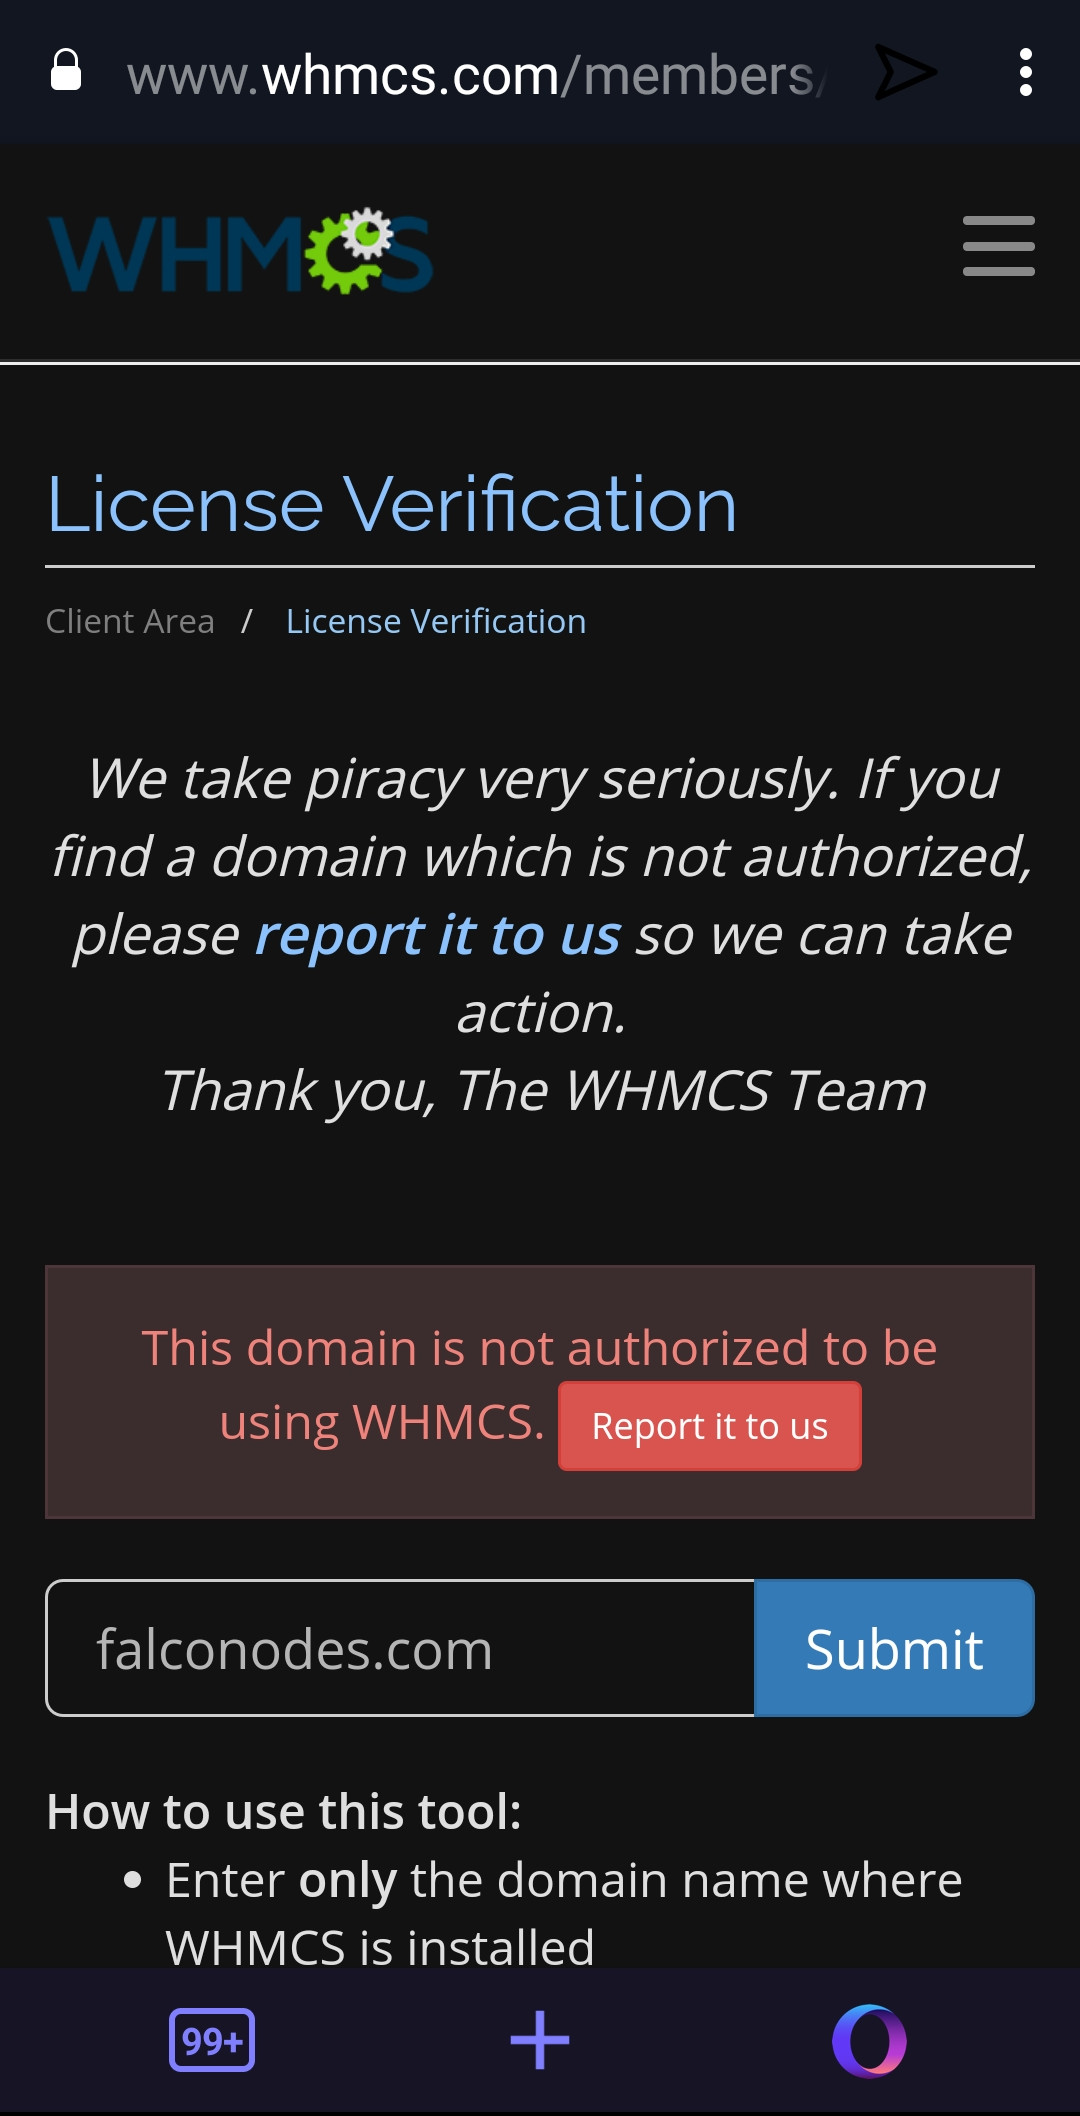 www.whmcs.com/members/
WHMCS
License Verification
Client Area / License Verification
We take piracy very seriously. If you
find a domain which is not authorized,
please report it to us so we can take
action.
Thank you, The WHMCS Team
This domain is not authorized to be
using WHMCS. Report it to us
falconodes.com Submit
How to use this tool:
• Enter only the domain name where
WHMCS is installed
99+